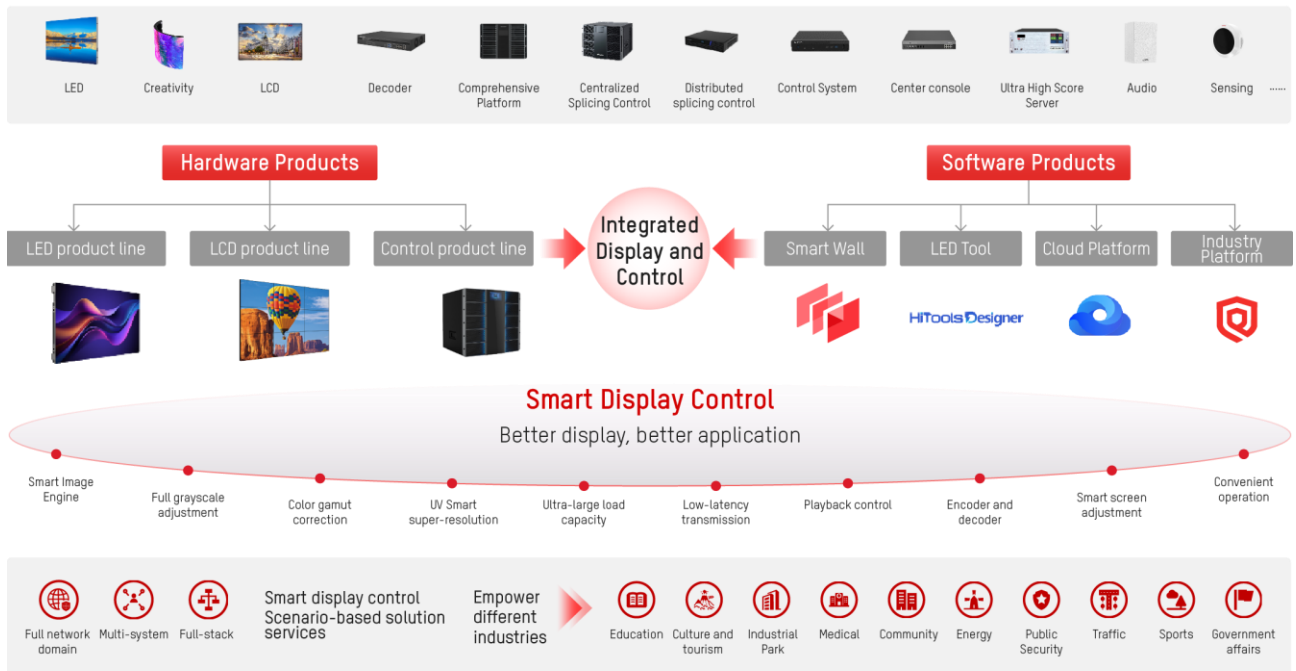 LED
Creativity
LCD
Decoder
Comprehensive
Platform
Centralized
Splicing Control
Distributed
splicing control
Control System
Center console
Ultra High Score
Server
Audio
Sensing
......
Hardware Products
Software Products
Integrated
Display and
Control
LED product line
LCD product line
Control product line
Smart Wall
LED Tool
Cloud Platform
Industry
Platform
HiTools Designer
Smart Display Control
Better display, better application
Smart Image
Engine
Full grayscale
adjustment
Color gamut
correction
UV Smart
super-resolution
Ultra-large load
capacity
Low-latency
transmission
Playback control
Encoder and
decoder
Smart screen
adjustment
Convenient
operation
Full network
domain
Multi-system
Full-stack
Smart display control
Scenario-based solution
services
Empower
different
industries
Education
Culture and
tourism
Industrial
Park
Medical
Community
Energy
Public
Security
Traffic
Sports
Government
affairs